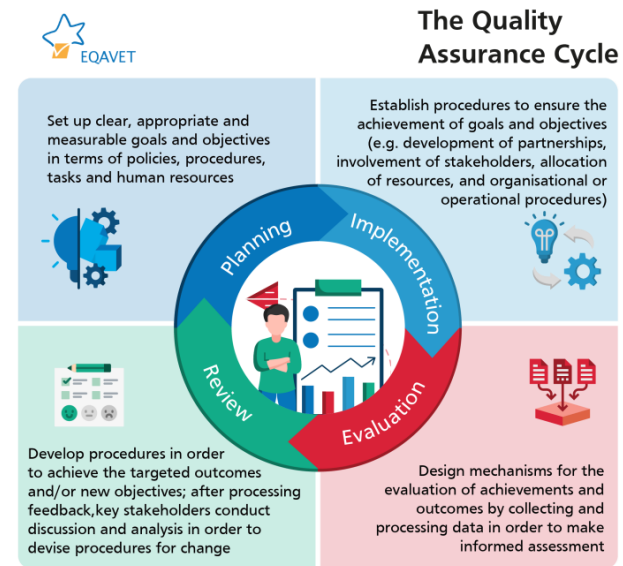 EQAVET
The Quality
Assurance Cycle
Set up clear, appropriate and
measurable goals and objectives
in terms of policies, procedures,
tasks and human resources
Establish procedures to ensure the
achievement of goals and objectives
(e.g. development of partnerships,
involvement of stakeholders, allocation
of resources, and organisational or
operational procedures)
Planning
Implementation
Review
Evaluation
Develop procedures in order
to achieve the targeted outcomes
and/or new objectives; after processing
feedback,key stakeholders conduct
discussion and analysis in order to
devise procedures for change
Design mechanisms for the
evaluation of achievements and
outcomes by collecting and
processing data in order to make
informed assessment